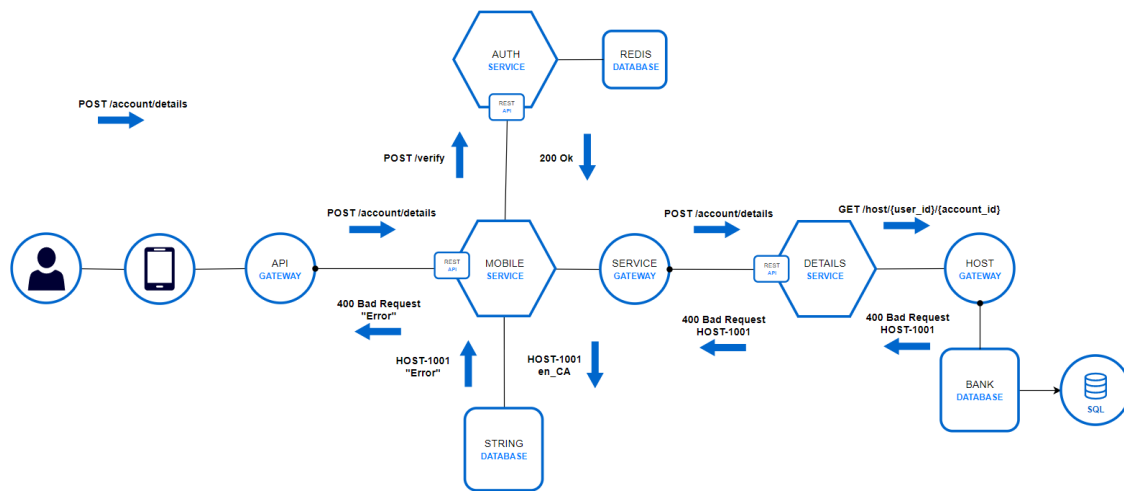 AUTH
SERVICE
REDIS
DATABASE
REST
API
POST /account/details
POST /verify
200 Ok
POST /account/details
POST /account/details
GET /host/{user_id}/{account_id}
API
GATEWAY
REST
API
MOBILE
SERVICE
SERVICE
GATEWAY
REST
API
DETAILS
SERVICE
HOST
GATEWAY
400 Bad Request
"Error"
400 Bad Request
HOST-1001
400 Bad Request
HOST-1001
HOST-1001
"Error"
HOST-1001
en_CA
BANK
DATABASE
SQL
STRING
DATABASE